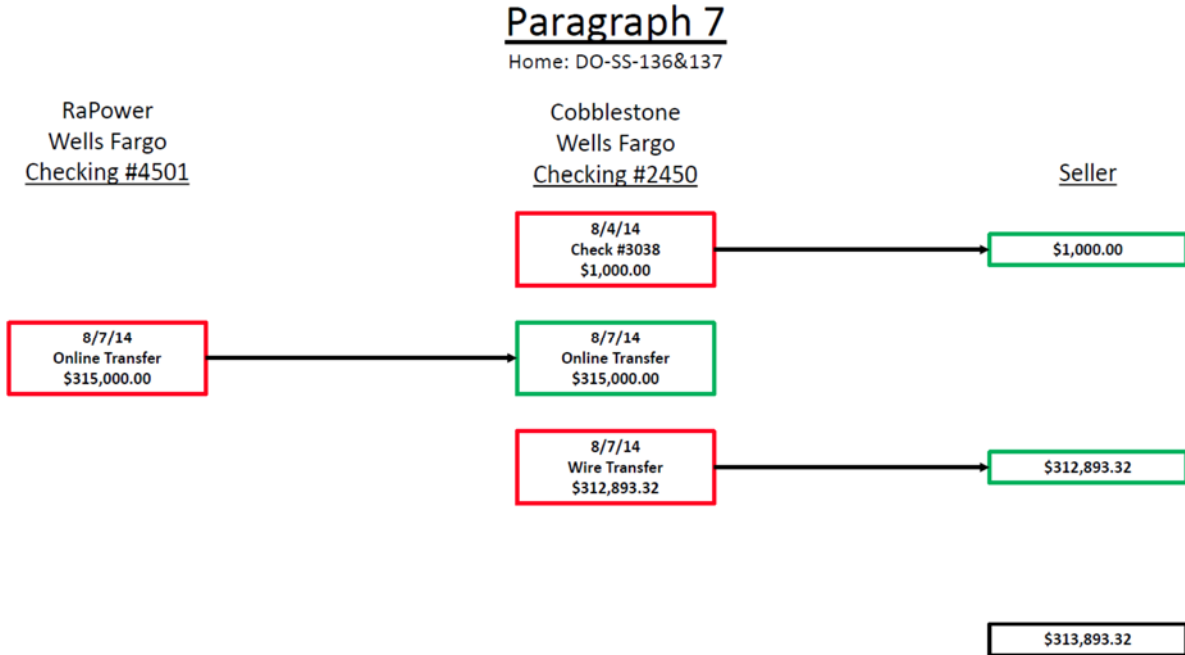 Paragraph 7
Home: DO-SS-136&137
RaPower
Wells Fargo
Checking #4501
Cobblestone
Wells Fargo
Checking #2450
Seller
8/4/14
Check #3038
$1,000.00
$1,000.00
8/7/14
Online Transfer
$315,000.00
8/7/14
Online Transfer
$315,000.00
8/7/14
Wire Transfer
$312,893.32
$312,893.32
$313,893.32